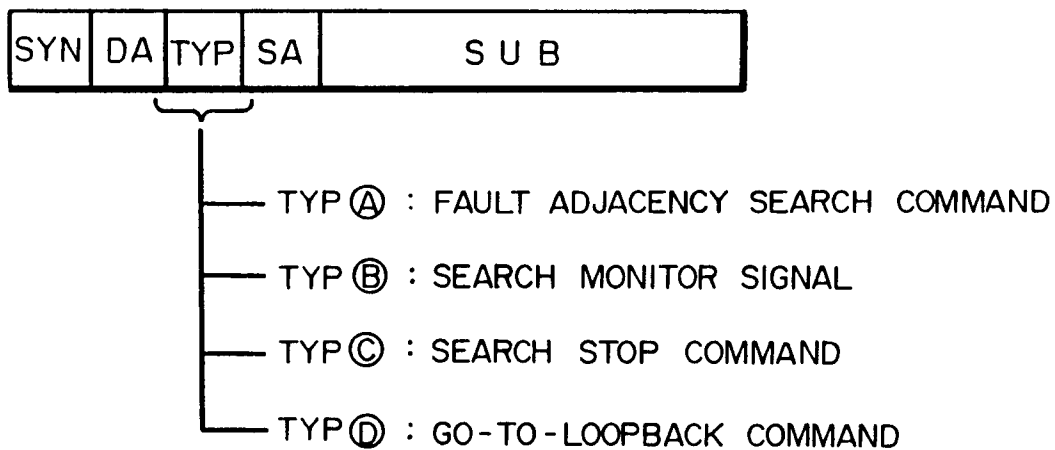 SYN DA TYP SA SUB
TYP Ⓐ : FAULT ADJACENCY SEARCH COMMAND
TYP Ⓑ : SEARCH MONITOR SIGNAL
TYP Ⓒ : SEARCH STOP COMMAND
TYP Ⓓ : GO-TO-LOOPBACK COMMAND